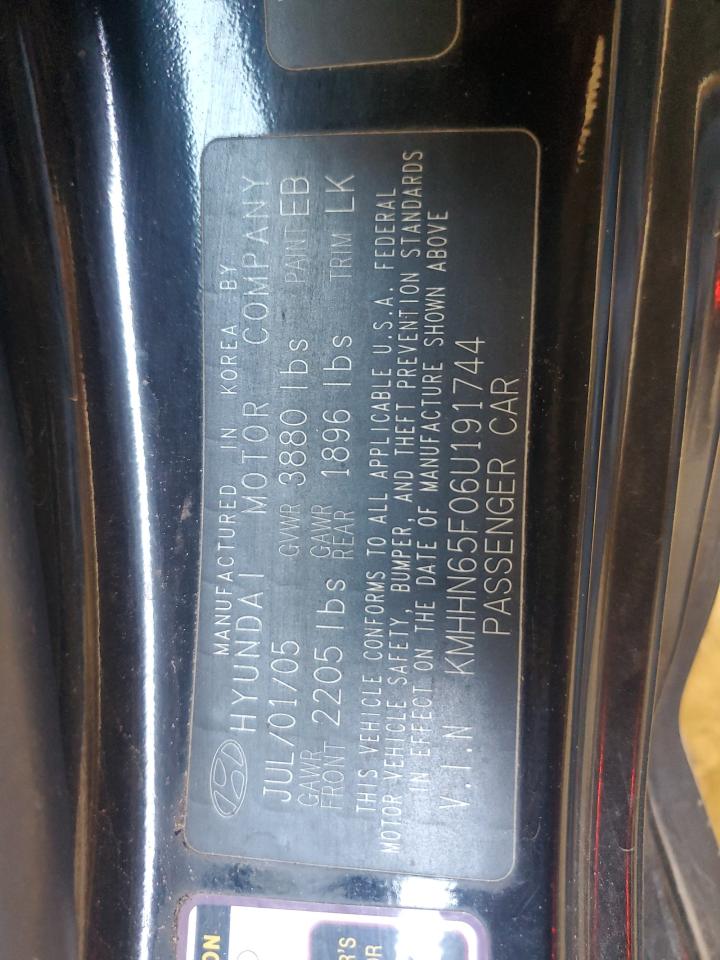 MANUFACTURED IN KOREA BY
HYUNDAI MOTOR COMPANY
JUL/01/05 GVWR 3880 lbs PAINT EB
GAWR FRONT 2205 lbs GAWR REAR 1896 lbs TRIM LK
THIS VEHICLE CONFORMS TO ALL APPLICABLE U.S.A. FEDERAL
MOTOR VEHICLE SAFETY, BUMPER, AND THEFT PREVENTION STANDARDS
IN EFFECT ON THE DATE OF MANUFACTURE SHOWN ABOVE
V.I.N KMHHN65F06U191744
PASSENGER CAR
ON
R'S
OR